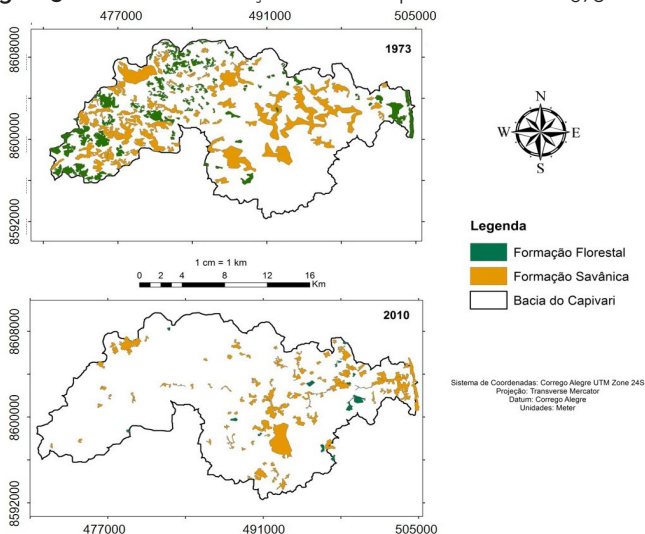 477000 491000 505000
1973
8608000
8600000
8592000
N
W E
S
Legenda
Formação Florestal
Formação Savânica
Bacia do Capivari
1 cm = 1 km
0 2 4 8 12 16
Km
2010
8608000
8600000
8592000
Sistema de Coordenadas: Corrego Alegre UTM Zone 24S
Projeção: Transverse Mercator
Datum: Corrego Alegre
Unidades: Meter
477000 491000 505000